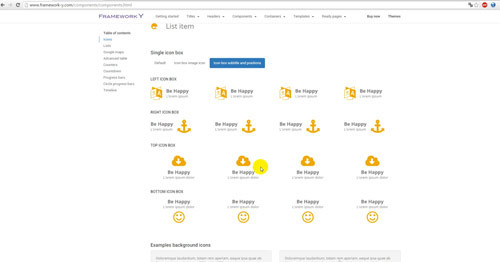 www.framework-y.com/components/component.html
FRAMEWORK Y
Getting started Titles Headers Components Containers Templates Ready pages Buy now Themes
Table of contents
Icons
Lists
Google maps
Advanced table
Counters
Countdown
Progress bars
Circle progress bars
Timeline
List item
Single icon box
Default Icon box image icon Icon box subtitle and positions
LEFT ICON BOX
Be Happy Be Happy Be Happy Be Happy
Lorem ipsum Lorem ipsum Lorem ipsum Lorem ipsum
RIGHT ICON BOX
Be Happy Be Happy Be Happy Be Happy
Lorem ipsum Lorem ipsum Lorem ipsum Lorem ipsum
TOP ICON BOX
Be Happy Be Happy Be Happy Be Happy
Lorem ipsum dolor Lorem ipsum dolor Lorem ipsum dolor Lorem ipsum dolor
BOTTOM ICON BOX
Be Happy Be Happy Be Happy Be Happy
Lorem ipsum dolor Lorem ipsum dolor Lorem ipsum dolor Lorem ipsum dolor
Examples background icons